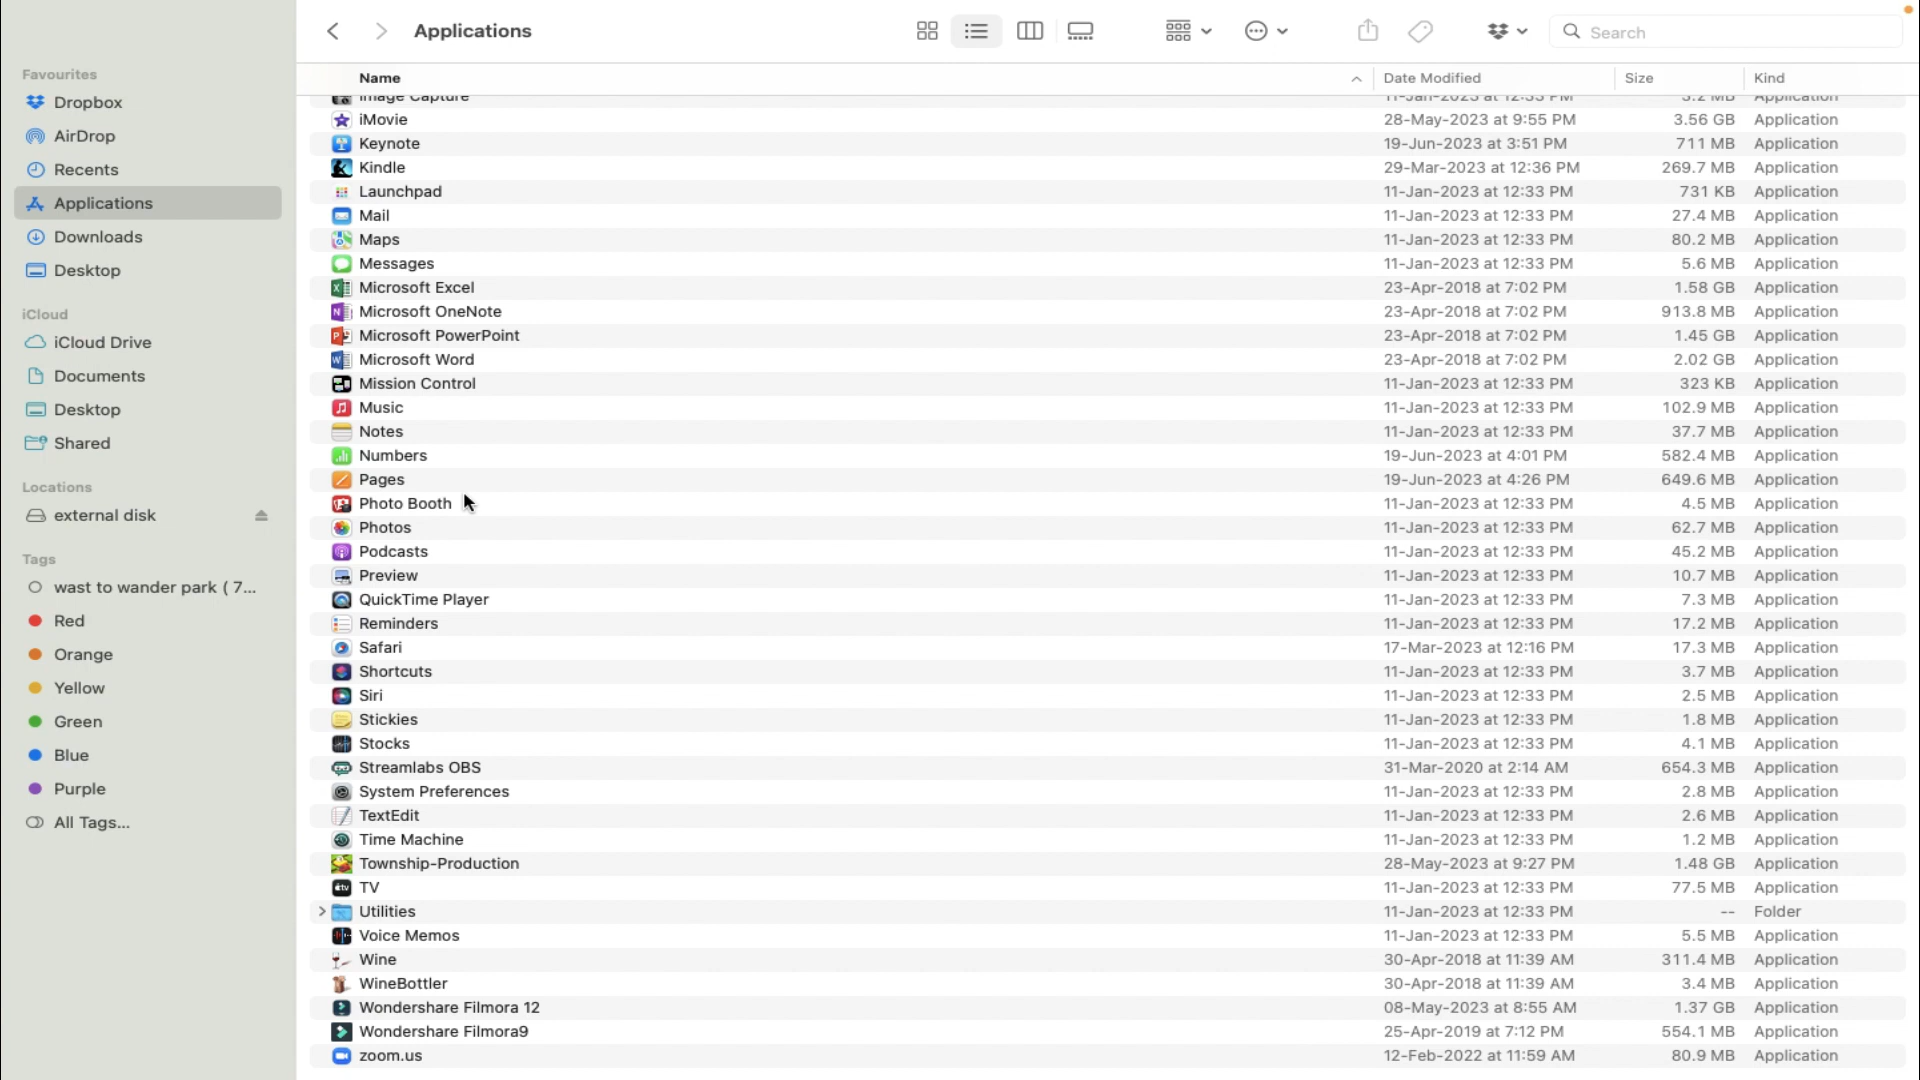 Applications
Search
Favourites
Dropbox
AirDrop
Recents
Applications
Downloads
Desktop
iCloud
iCloud Drive
Documents
Desktop
Shared
Locations
external disk
Tags
wast to wander park ( 7...
Red
Orange
Yellow
Green
Blue
Purple
All Tags...
Name Date Modified Size Kind
Image Capture 11-Jan-2023 at 12:33 PM 3.2 MB Application
iMovie 28-May-2023 at 9:55 PM 3.56 GB Application
Keynote 19-Jun-2023 at 3:51 PM 711 MB Application
Kindle 29-Mar-2023 at 12:36 PM 269.7 MB Application
Launchpad 11-Jan-2023 at 12:33 PM 731 KB Application
Mail 11-Jan-2023 at 12:33 PM 27.4 MB Application
Maps 11-Jan-2023 at 12:33 PM 80.2 MB Application
Messages 11-Jan-2023 at 12:33 PM 5.6 MB Application
Microsoft Excel 23-Apr-2018 at 7:02 PM 1.58 GB Application
Microsoft OneNote 23-Apr-2018 at 7:02 PM 913.8 MB Application
Microsoft PowerPoint 23-Apr-2018 at 7:02 PM 1.45 GB Application
Microsoft Word 23-Apr-2018 at 7:02 PM 2.02 GB Application
Mission Control 11-Jan-2023 at 12:33 PM 323 KB Application
Music 11-Jan-2023 at 12:33 PM 102.9 MB Application
Notes 11-Jan-2023 at 12:33 PM 37.7 MB Application
Numbers 19-Jun-2023 at 4:01 PM 582.4 MB Application
Pages 19-Jun-2023 at 4:26 PM 649.6 MB Application
Photo Booth 11-Jan-2023 at 12:33 PM 4.5 MB Application
Photos 11-Jan-2023 at 12:33 PM 62.7 MB Application
Podcasts 11-Jan-2023 at 12:33 PM 45.2 MB Application
Preview 11-Jan-2023 at 12:33 PM 10.7 MB Application
QuickTime Player 11-Jan-2023 at 12:33 PM 7.3 MB Application
Reminders 11-Jan-2023 at 12:33 PM 17.2 MB Application
Safari 17-Mar-2023 at 12:16 PM 17.3 MB Application
Shortcuts 11-Jan-2023 at 12:33 PM 3.7 MB Application
Siri 11-Jan-2023 at 12:33 PM 2.5 MB Application
Stickies 11-Jan-2023 at 12:33 PM 1.8 MB Application
Stocks 11-Jan-2023 at 12:33 PM 4.1 MB Application
Streamlabs OBS 31-Mar-2020 at 2:14 AM 654.3 MB Application
System Preferences 11-Jan-2023 at 12:33 PM 2.8 MB Application
TextEdit 11-Jan-2023 at 12:33 PM 2.6 MB Application
Time Machine 11-Jan-2023 at 12:33 PM 1.2 MB Application
Township-Production 28-May-2023 at 9:27 PM 1.48 GB Application
TV 11-Jan-2023 at 12:33 PM 77.5 MB Application
Utilities 11-Jan-2023 at 12:33 PM -- Folder
Voice Memos 11-Jan-2023 at 12:33 PM 5.5 MB Application
Wine 30-Apr-2018 at 11:39 AM 311.4 MB Application
WineBottler 30-Apr-2018 at 11:39 AM 3.4 MB Application
Wondershare Filmora 12 08-May-2023 at 8:55 AM 1.37 GB Application
Wondershare Filmora9 25-Apr-2019 at 7:12 PM 554.1 MB Application
zoom.us 12-Feb-2022 at 11:59 AM 80.9 MB Application